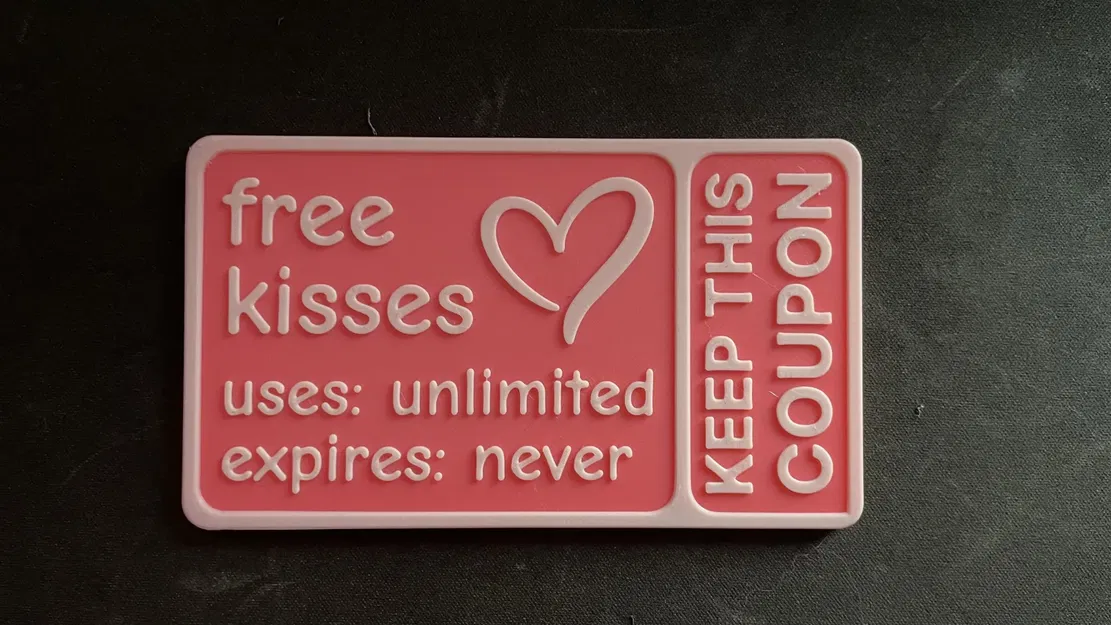 free
kisses
uses: unlimited
expires: never
KEEP THIS
COUPON